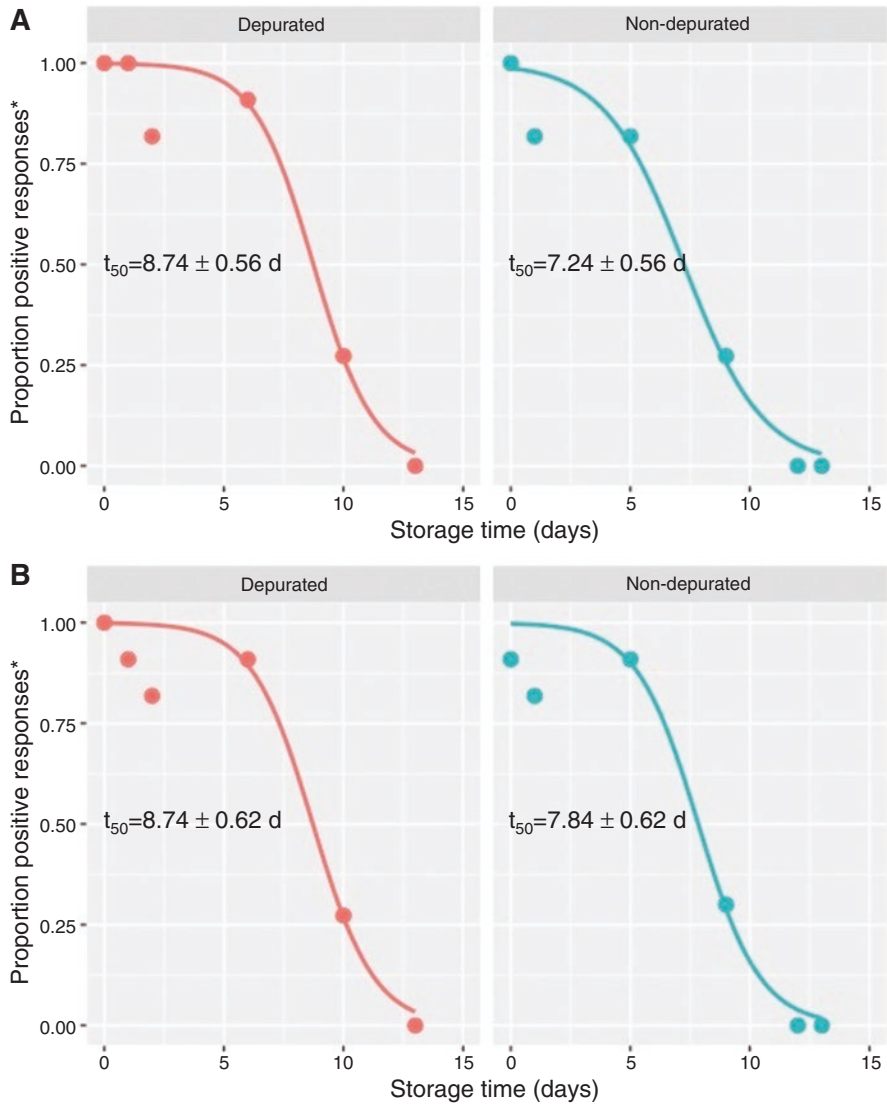 A
Depurated
Non-depurated
Proportion positive responses*
1.00
0.75
0.50
0.25
0.00
t50=8.74 ± 0.56 d
t50=7.24 ± 0.56 d
0 5 10 15
0 5 10 15
Storage time (days)
B
Depurated
Non-depurated
Proportion positive responses*
1.00
0.75
0.50
0.25
0.00
t50=8.74 ± 0.62 d
t50=7.84 ± 0.62 d
0 5 10 15
0 5 10 15
Storage time (days)